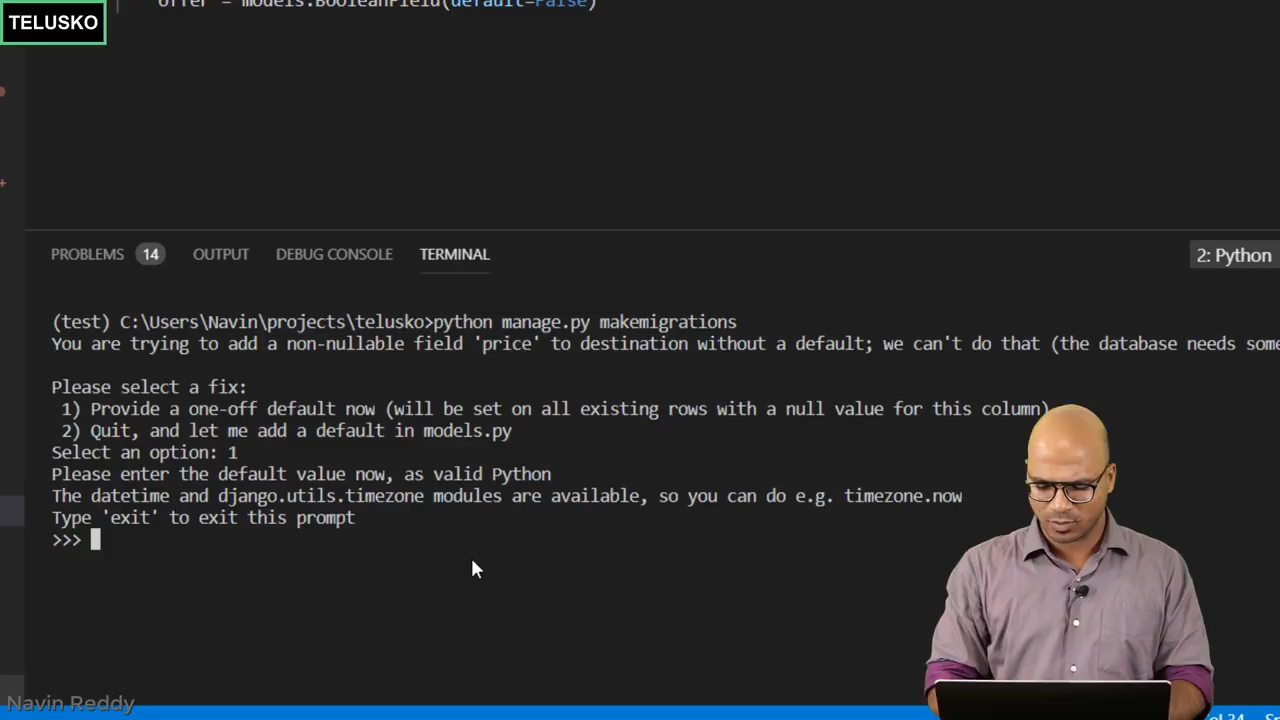 TELUSKO
offer = models.BooleanField(default=False)
PROBLEMS 14 OUTPUT DEBUG CONSOLE TERMINAL
2: Python
(test) C:\Users\Navin\projects\telusko>python manage.py makemigrations
You are trying to add a non-nullable field 'price' to destination without a default; we can't do that (the database needs some
Please select a fix:
1) Provide a one-off default now (will be set on all existing rows with a null value for this column)
2) Quit, and let me add a default in models.py
Select an option: 1
Please enter the default value now, as valid Python
The datetime and django.utils.timezone modules are available, so you can do e.g. timezone.now
Type 'exit' to exit this prompt
>>>
Navin Reddy